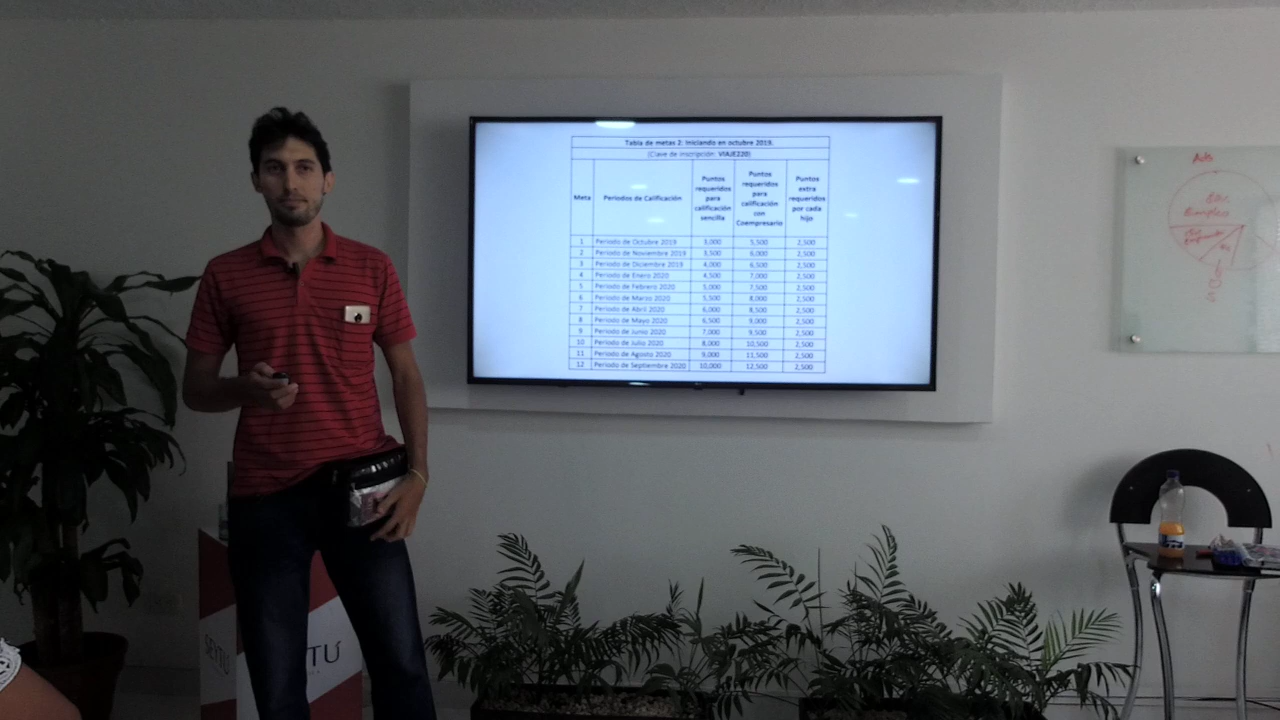 Tabla de metas 2: Iniciando en octubre 2019.
(Clave de inscripción: VIAJE220)
Meta Periodos de Calificación Puntos requeridos para calificación sencilla Puntos requeridos para calificación con Coempresario Puntos extra requeridos por cada hijo
1 Periodo de Octubre 2019 3,000 5,500 2,500
2 Periodo de Noviembre 2019 3,500 6,000 2,500
3 Periodo de Diciembre 2019 4,000 6,500 2,500
4 Periodo de Enero 2020 4,500 7,000 2,500
5 Periodo de Febrero 2020 5,000 7,500 2,500
6 Periodo de Marzo 2020 5,500 8,000 2,500
7 Periodo de Abril 2020 6,000 8,500 2,500
8 Periodo de Mayo 2020 6,500 9,000 2,500
9 Periodo de Junio 2020 7,000 9,500 2,500
10 Periodo de Julio 2020 8,000 10,500 2,500
11 Periodo de Agosto 2020 9,000 11,500 2,500
12 Periodo de Septiembre 2020 10,000 12,500 2,500
Empleo
TÚ